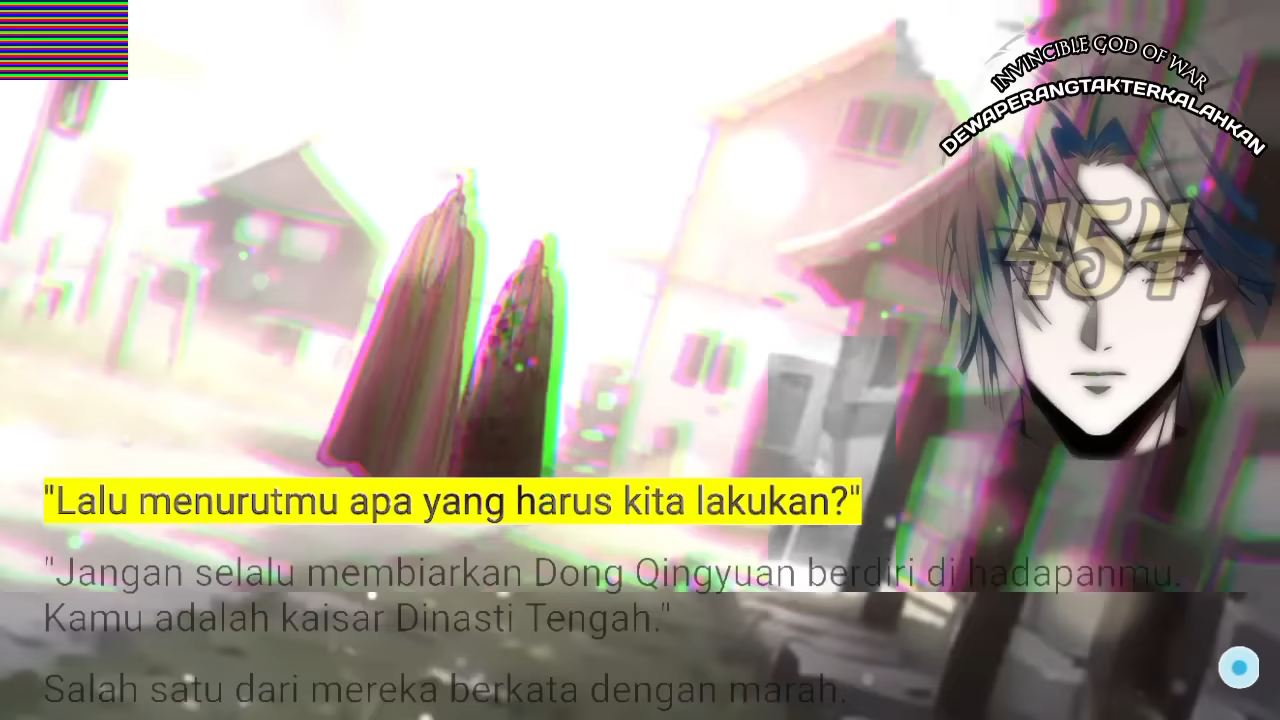 INVINCIBLE GOD OF WAR
DEWAPERANGTAKTERKALAHKAN
454
"Lalu menurutmu apa yang harus kita lakukan?"
"Jangan selalu membiarkan Dong Qingyuan berdiri di hadapanmu.
Kamu adalah kaisar Dinasti Tengah."
Salah satu dari mereka berkata dengan marah.